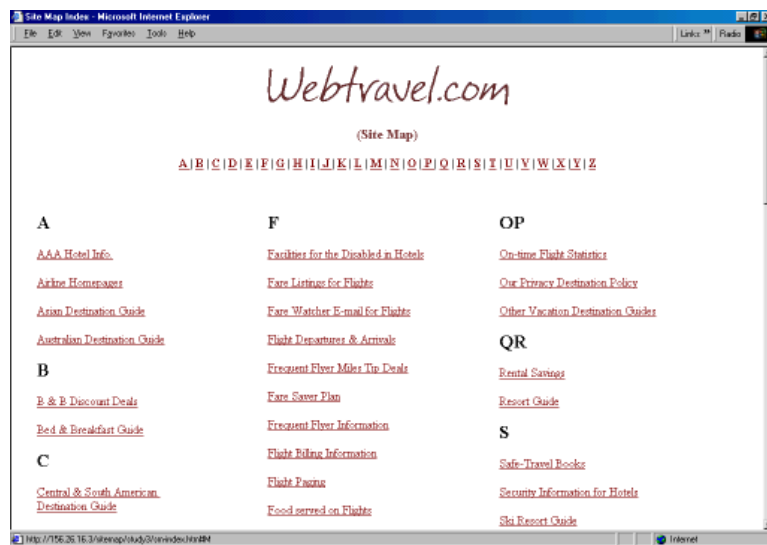 Site Map Index - Microsoft Internet Explorer
File Edit View Favorites Tools Help
Links » Radio
Webtravel.com
(Site Map)
A | B | C | D | E | F | G | H | I | J | K | L | M | N | O | P | Q | R | S | T | U | V | W | X | Y | Z
A
AAA Hotel Info.
Airline Homepages
Asian Destination Guide
Australian Destination Guide
B
B & B Discount Deals
Bed & Breakfast Guide
C
Central & South American
Destination Guide
F
Facilities for the Disabled in Hotels
Fare Listings for Flights
Fare Watcher E-mail for Flights
Flight Departures & Arrivals
Frequent Flyer Miles Tip Deals
Fare Saver Plan
Frequent Flyer Information
Flight Billing Information
Flight Paging
Food served on Flights
OP
On-time Flight Statistics
Our Privacy Destination Policy
Other Vacation Destination Guides
QR
Rental Savings
Resort Guide
S
Safe-Travel Books
Security Information for Hotels
Ski Resort Guide
http://156.26.16.3/sitemap/study3/smindex.htm#M
Internet